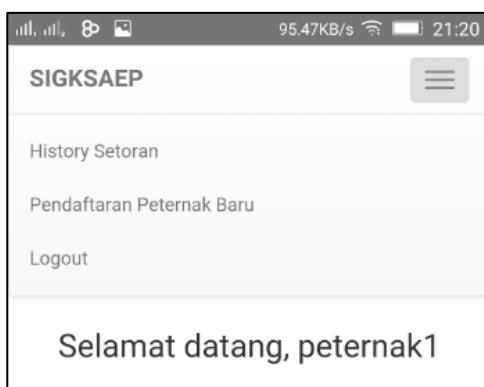 95.47KB/s 21:20
SIGKSAEP
History Setoran
Pendaftaran Peternak Baru
Logout
Selamat datang, peternak1